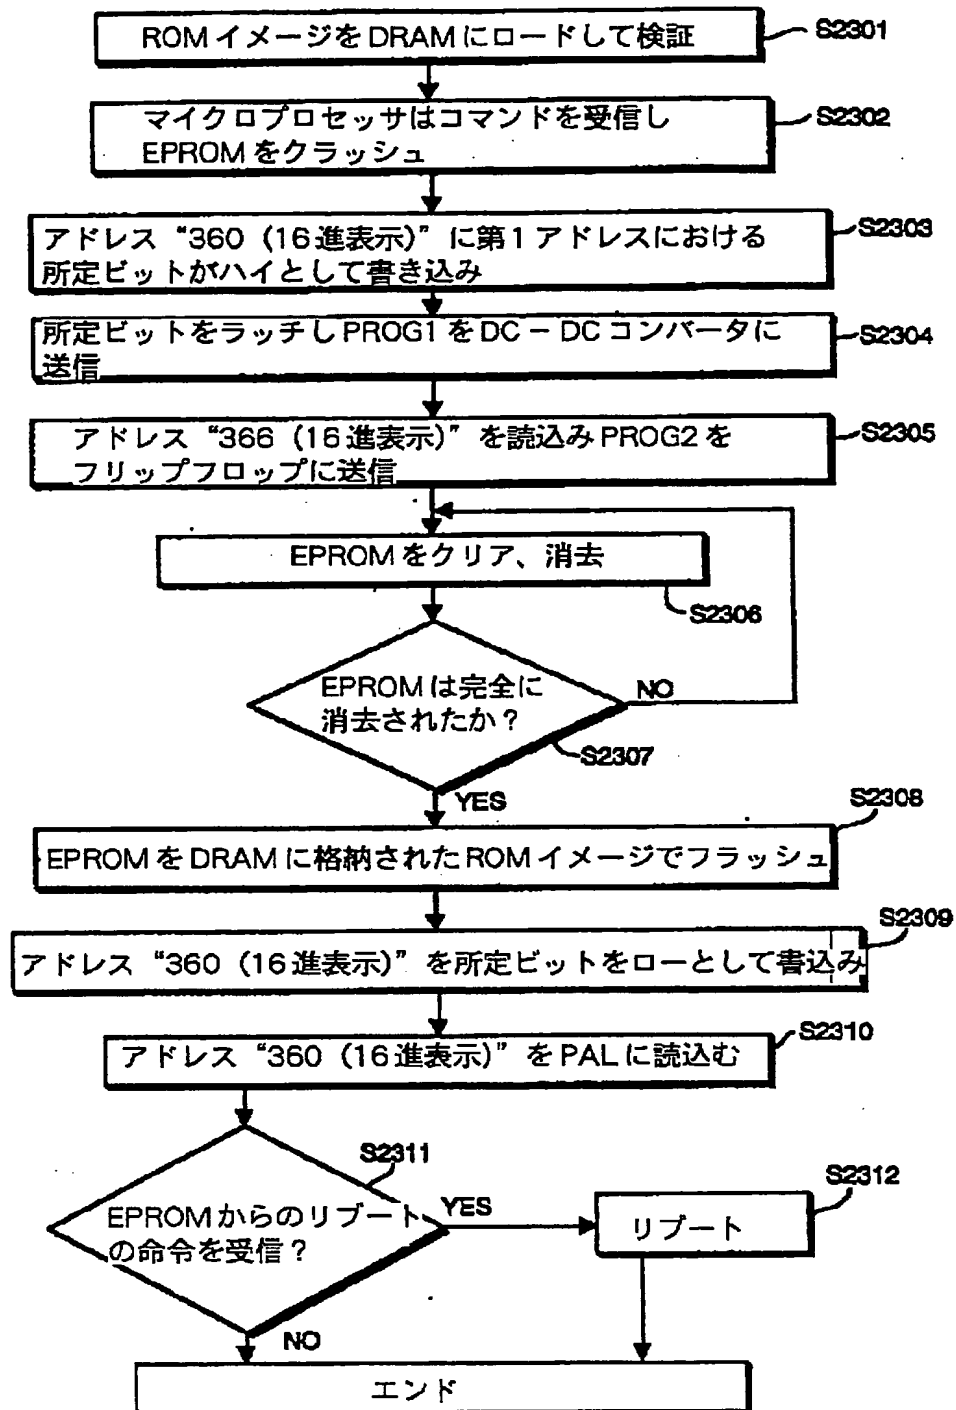 ROMイメージをDRAMにロードして検証
S2301
マイクロプロセッサはコマンドを受信し
EPROMをクラッシュ
S2302
アドレス“360(16進表示)”に第1アドレスにおける
所定ビットがハイとして書き込み
S2303
所定ビットをラッチしPROG1をDC-DCコンバータに
送信
S2304
アドレス“366(16進表示)”を読込みPROG2を
フリップフロップに送信
S2305
EPROMをクリア、消去
S2306
EPROMは完全に
消去されたか?
NO
S2307
YES
S2308
EPROMをDRAMに格納されたROMイメージでフラッシュ
S2309
アドレス“360(16進表示)”を所定ビットをローとして書込み
S2310
アドレス“360(16進表示)”をPALに読込む
S2311
EPROMからのリブート
の命令を受信?
YES
S2312
リブート
NO
エンド